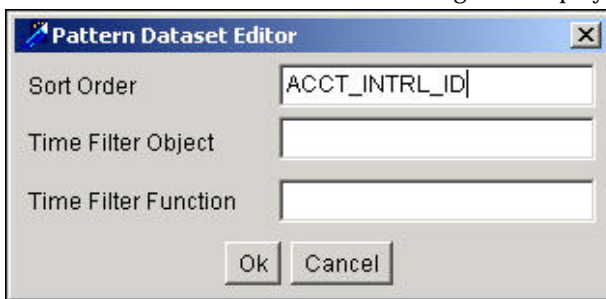 Pattern Dataset Editor
Sort Order ACCT_INTRL_ID
Time Filter Object
Time Filter Function
Ok Cancel